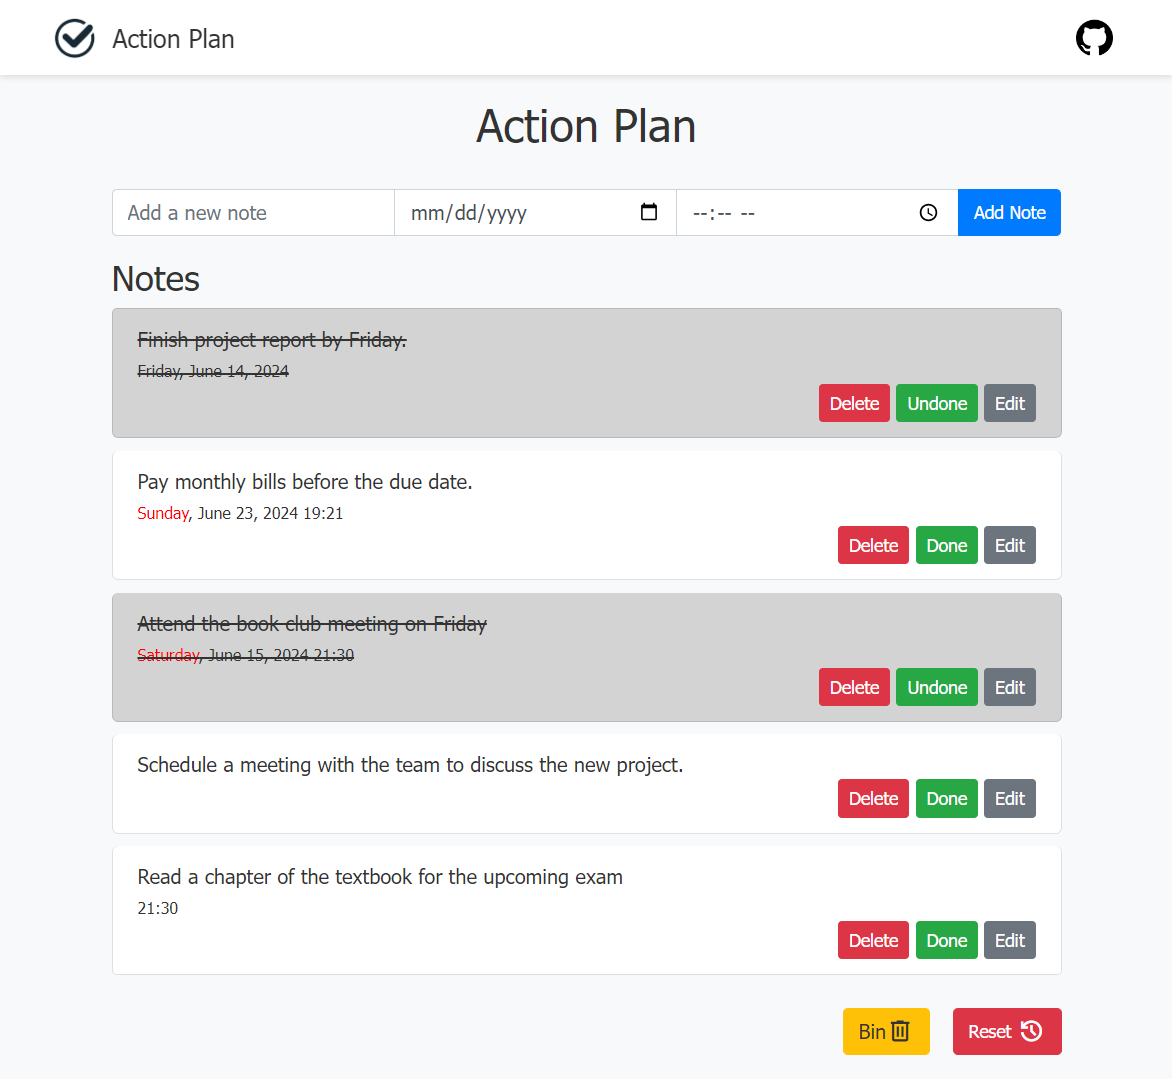 Action Plan
Action Plan
Add a new note mm/dd/yyyy --:-- -- Add Note
Notes
Finish project report by Friday.
Friday, June 14, 2024
Delete Undone Edit
Pay monthly bills before the due date.
Sunday, June 23, 2024 19:21
Delete Done Edit
Attend the book club meeting on Friday
Saturday, June 15, 2024 21:30
Delete Undone Edit
Schedule a meeting with the team to discuss the new project.
Delete Done Edit
Read a chapter of the textbook for the upcoming exam
21:30
Delete Done Edit
Bin Reset